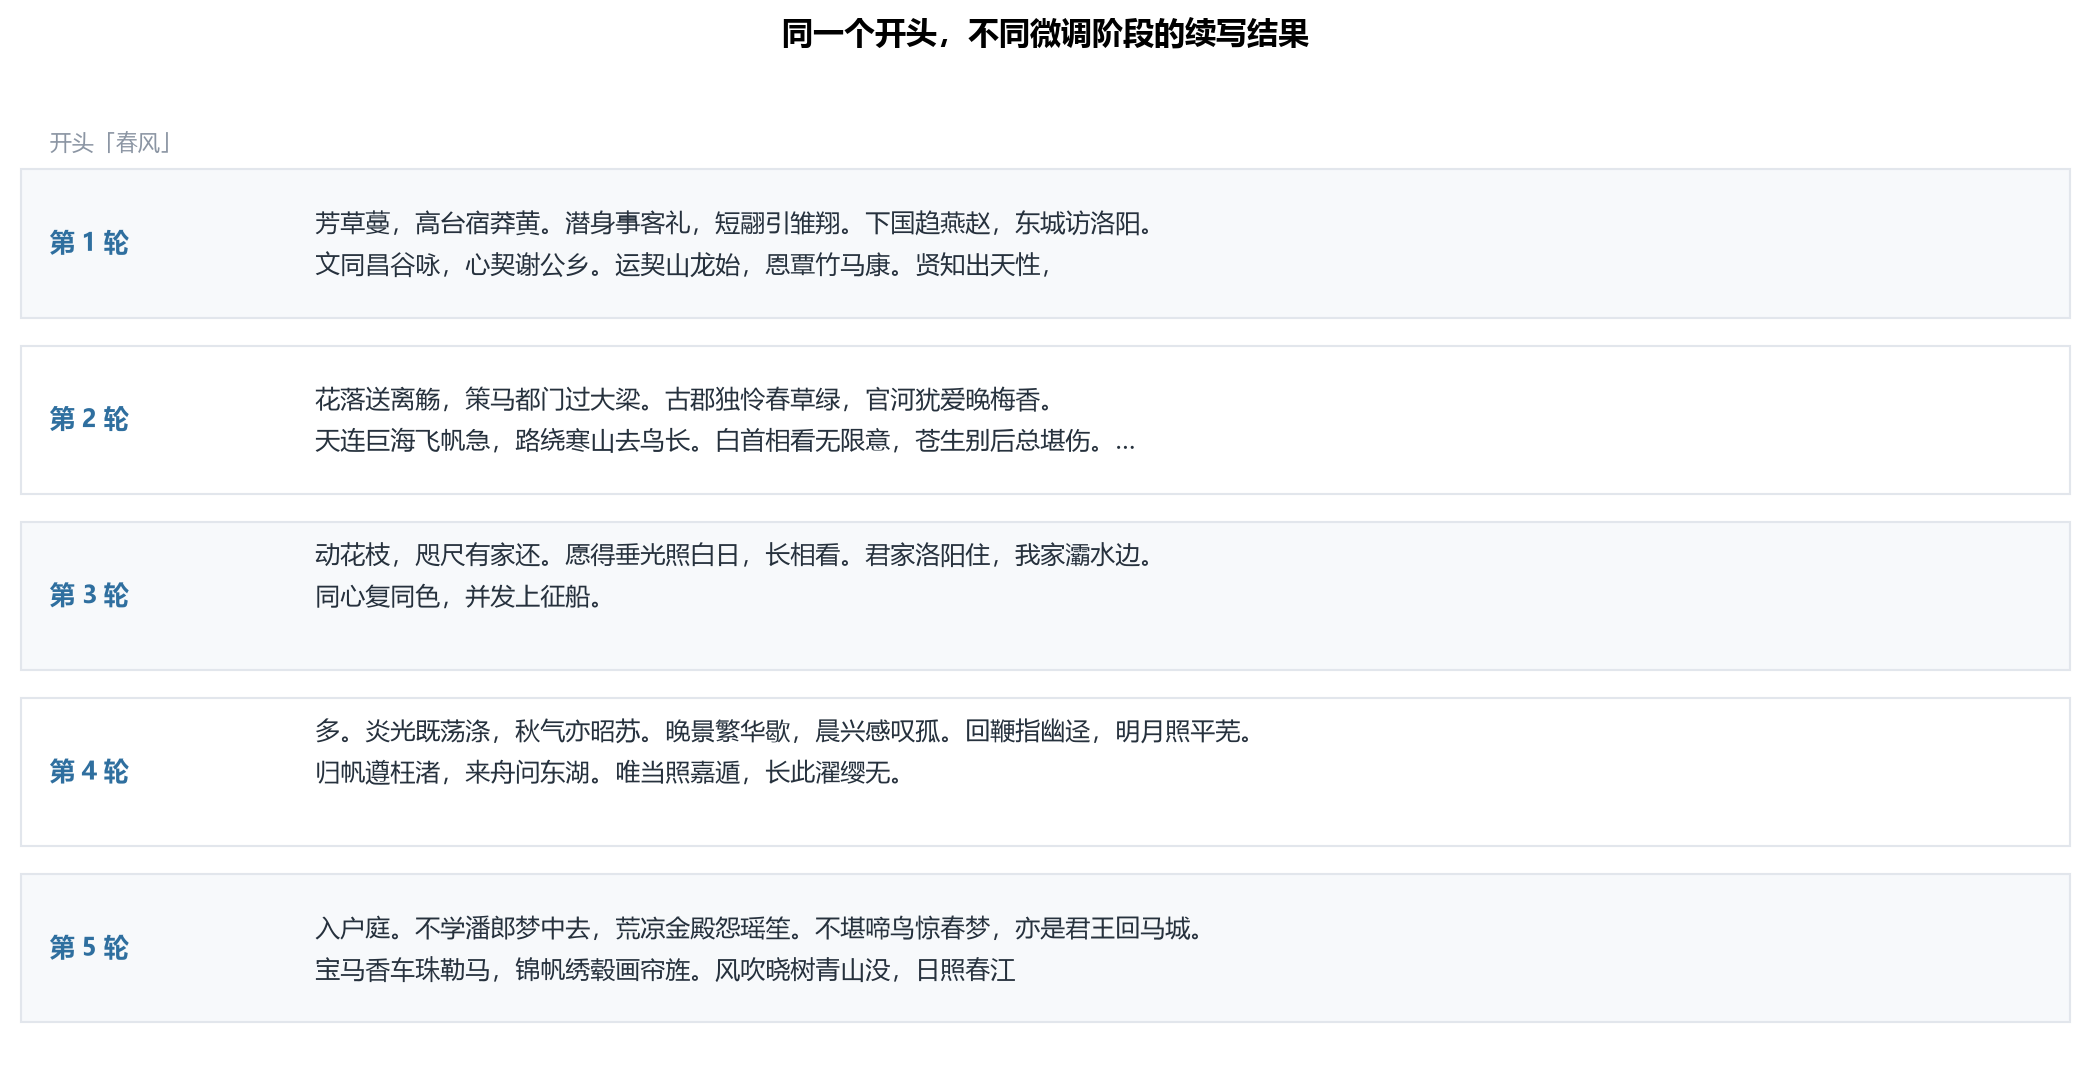 同一个开头，不同微调阶段的续写结果
开头「春风」
第 1 轮
芳草蔓，高台宿莽黄。潜身事客礼，短翮引雏翔。下国趋燕赵，东城访洛阳。
文同昌谷咏，心契谢公乡。运契山龙始，恩覃竹马康。贤知出天性，
第 2 轮
花落送离觞，策马都门过大梁。古郡独怜春草绿，官河犹爱晚梅香。
天连巨海飞帆急，路绕寒山去鸟长。白首相看无限意，苍生别后总堪伤。...
第 3 轮
动花枝，咫尺有家还。愿得垂光照白日，长相看。君家洛阳住，我家灞水边。
同心复同色，并发上征船。
第 4 轮
多。炎光既荡涤，秋气亦昭苏。晚景繁华歇，晨兴感叹孤。回鞭指幽迳，明月照平芜。
归帆遵枉渚，来舟问东湖。唯当照嘉遁，长此濯缨无。
第 5 轮
入户庭。不学潘郎梦中去，荒凉金殿怨瑶笙。不堪啼鸟惊春梦，亦是君王回马城。
宝马香车珠勒马，锦帆绣毂画帘旌。风吹晓树青山没，日照春江